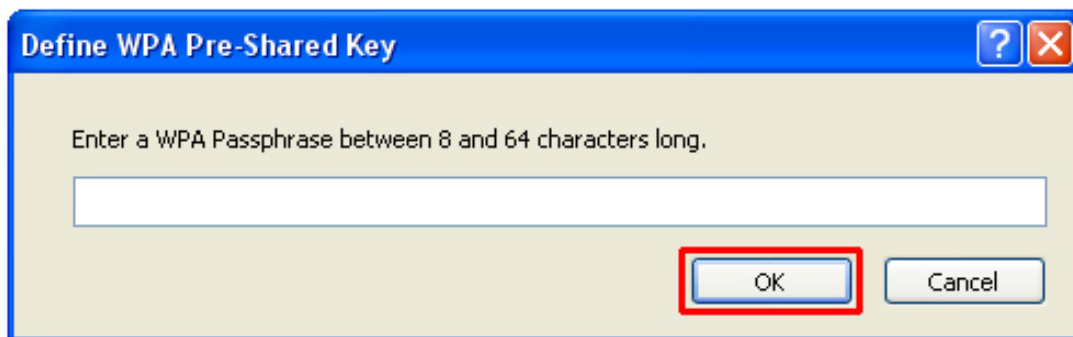 Define WPA Pre-Shared Key
?
Enter a WPA Passphrase between 8 and 64 characters long.
OK Cancel